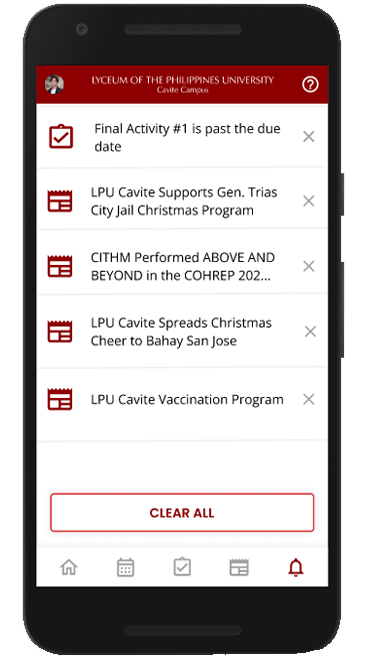 LYCEUM OF THE PHILIPPINES UNIVERSITY
Cavite Campus
Final Activity #1 is past the due
date
LPU Cavite Supports Gen. Trias
City Jail Christmas Program
CITHM Performed ABOVE AND
BEYOND in the COHREP 202...
LPU Cavite Spreads Christmas
Cheer to Bahay San Jose
LPU Cavite Vaccination Program
CLEAR ALL